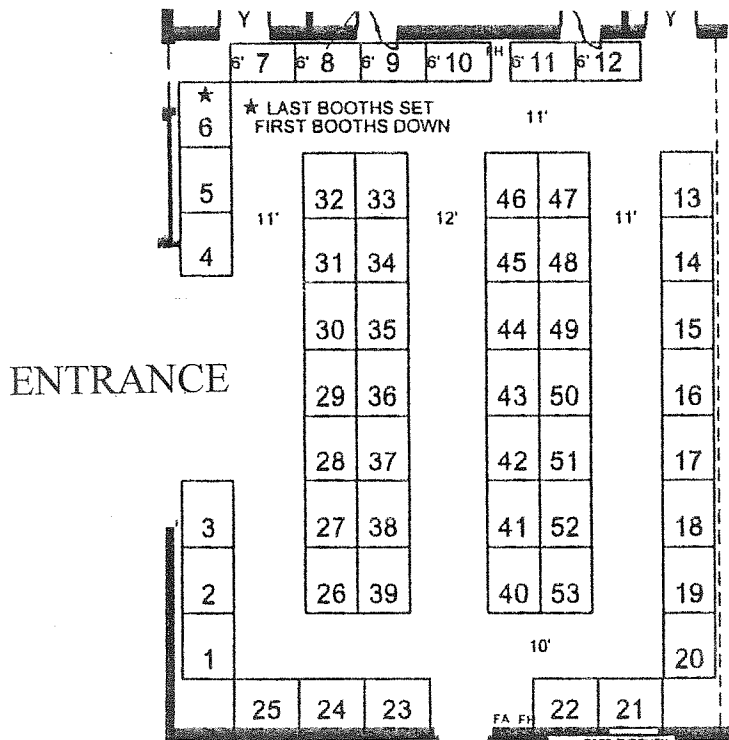 Y Y
6' 7 6' 8 6' 9 6' 10 FH 6' 11 6' 12
★ ★ LAST BOOTHS SET
6 FIRST BOOTHS DOWN 11'
5 32 33 46 47 13
11' 12' 11'
4 31 34 45 48 14
30 35 44 49 15
ENTRANCE
29 36 43 50 16
28 37 42 51 17
3 27 38 41 52 18
2 26 39 40 53 19
1 10' 20
25 24 23 FA FH 22 21